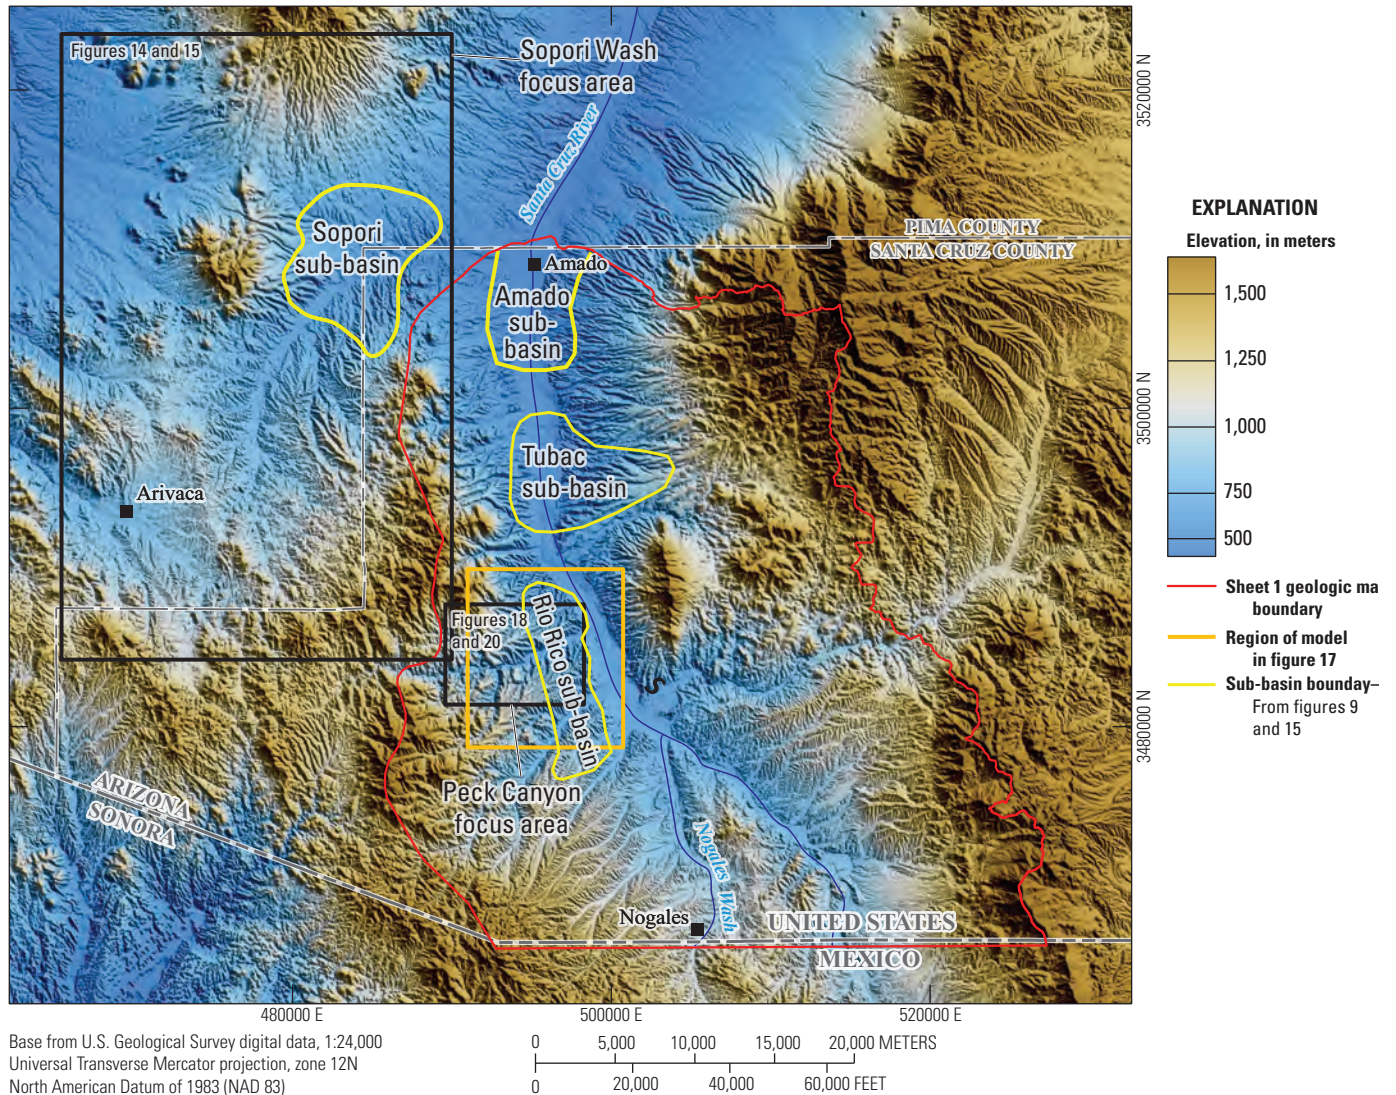 Figures 14 and 15
Sopori Wash
focus area
Santa Cruz River
3520000 N
Sopori
sub-basin
PIMA COUNTY
SANTA CRUZ COUNTY
Amado
Amado
sub-
basin
3500000 N
Tubac
sub-basin
Arivaca
Figures 18
and 20
Rio Rico sub-basin
3480000 N
Peck Canyon
focus area
ARIZONA
SONORA
Nogales Wash
Nogales
UNITED STATES
MEXICO
480000 E
500000 E
520000 E
EXPLANATION
Elevation, in meters
1,500
1,250
1,000
750
500
Sheet 1 geologic ma
boundary
Region of model
in figure 17
Sub-basin bounday–
From figures 9
and 15
Base from U.S. Geological Survey digital data, 1:24,000
Universal Transverse Mercator projection, zone 12N
North American Datum of 1983 (NAD 83)
0 5,000 10,000 15,000 20,000 METERS
0 20,000 40,000 60,000 FEET